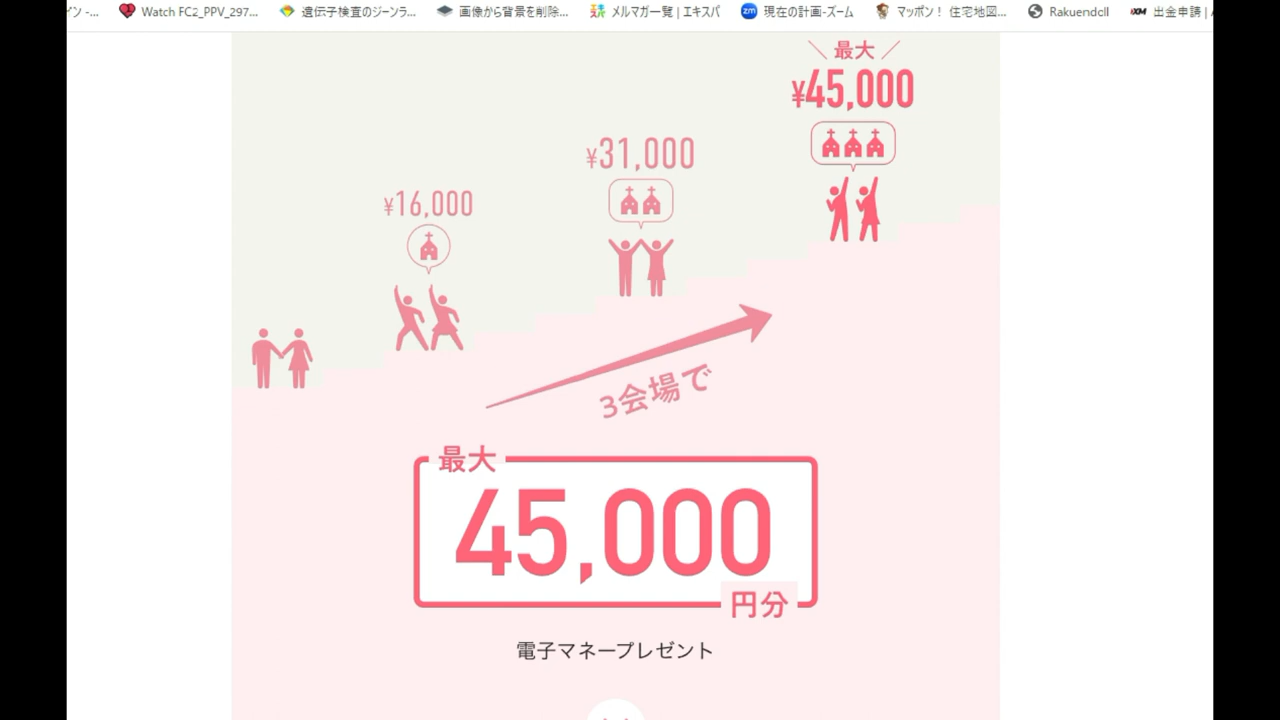 イン -...
Watch FC2_PPV_297...
遺伝子検査のジーンラ...
画像から背景を削除...
メルマガ一覧 | エキスパ
現在の計画-ズーム
マッポン！ 住宅地図...
Rakuendoll
出金申請 |
最大
¥45,000
¥31,000
¥16,000
3会場で
最大
45,000
円分
電子マネープレゼント